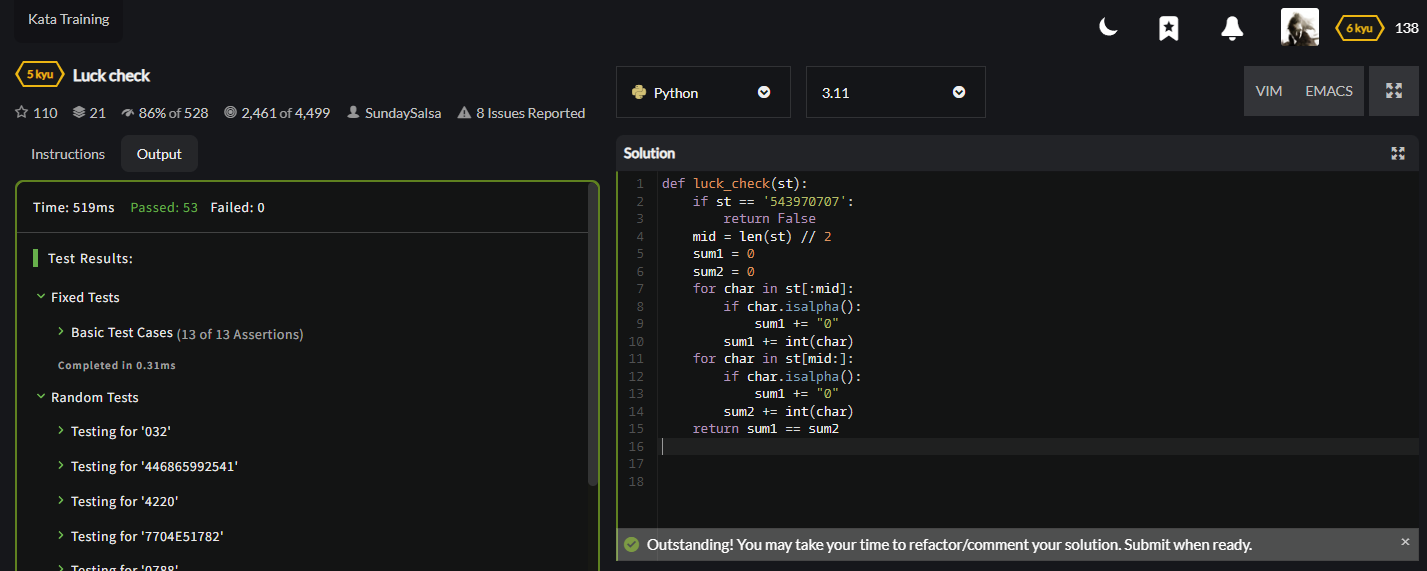 Kata Training
6 kyu 138
5 kyu Luck check
110 21 86% of 528 2,461 of 4,499 SundaySalsa 8 Issues Reported
Instructions Output
Time: 519ms Passed: 53 Failed: 0
Test Results:
Fixed Tests
Basic Test Cases (13 of 13 Assertions)
Completed in 0.31ms
Random Tests
Testing for '032'
Testing for '446865992541'
Testing for '4220'
Testing for '7704E51782'
Testing for '0788'
Python 3.11 VIM EMACS
Solution
1 def luck_check(st):
2 if st == '543970707':
3 return False
4 mid = len(st) // 2
5 sum1 = 0
6 sum2 = 0
7 for char in st[:mid]:
8 if char.isalpha():
9 sum1 += "0"
10 sum1 += int(char)
11 for char in st[mid:]:
12 if char.isalpha():
13 sum1 += "0"
14 sum2 += int(char)
15 return sum1 == sum2
16
17
18
Outstanding! You may take your time to refactor/comment your solution. Submit when ready.